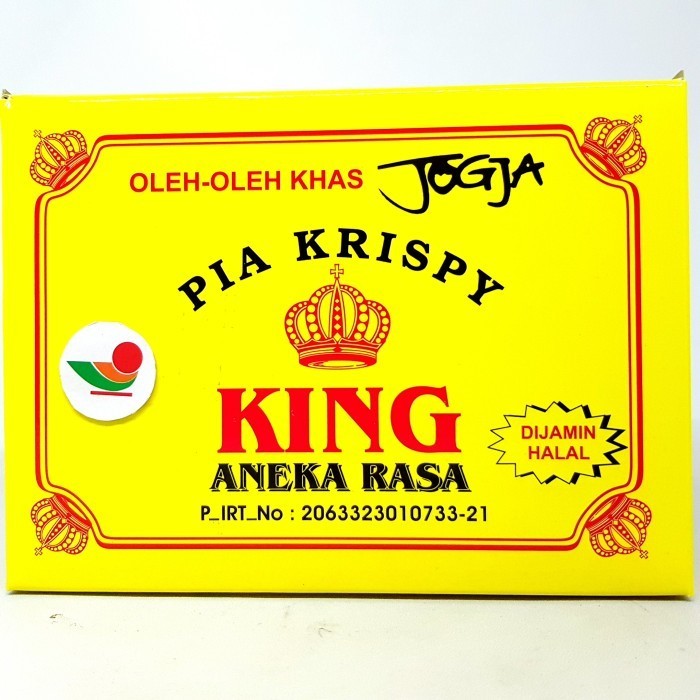 OLEH-OLEH KHAS JOGJA
PIA KRISPY
KING
ANEKA RASA
P_IRT_No : 2063323010733-21
DIJAMIN
HALAL